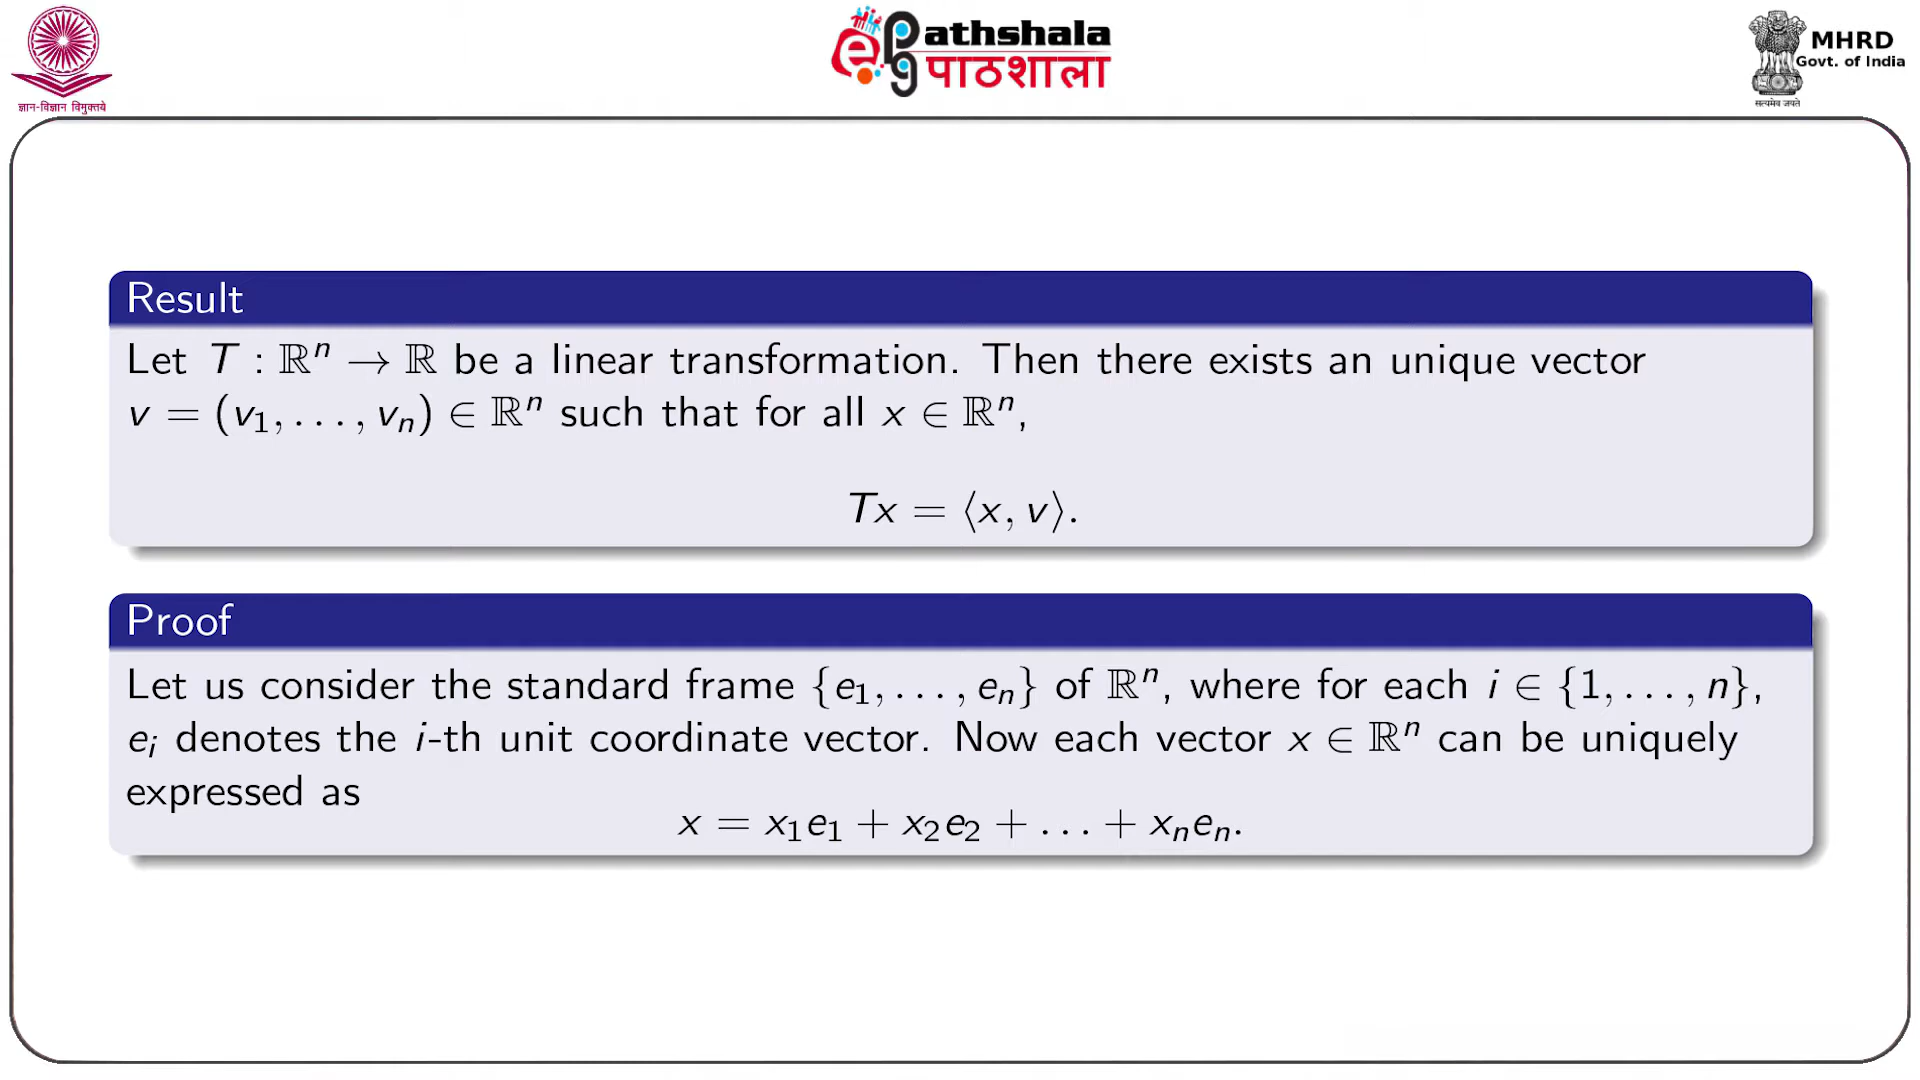 ज्ञान-विज्ञान विमुक्तये
ePG Pathshala
पाठशाला
MHRD
Govt. of India
सत्यमेव जयते
Result
Let T : ℝⁿ → ℝ be a linear transformation. Then there exists an unique vector
v = (v₁, . . . , vₙ) ∈ ℝⁿ such that for all x ∈ ℝⁿ,
Tx = ⟨x, v⟩.
Proof
Let us consider the standard frame {e₁, . . . , eₙ} of ℝⁿ, where for each i ∈ {1, . . . , n},
eᵢ denotes the i-th unit coordinate vector. Now each vector x ∈ ℝⁿ can be uniquely
expressed as
x = x₁e₁ + x₂e₂ + . . . + xₙeₙ.